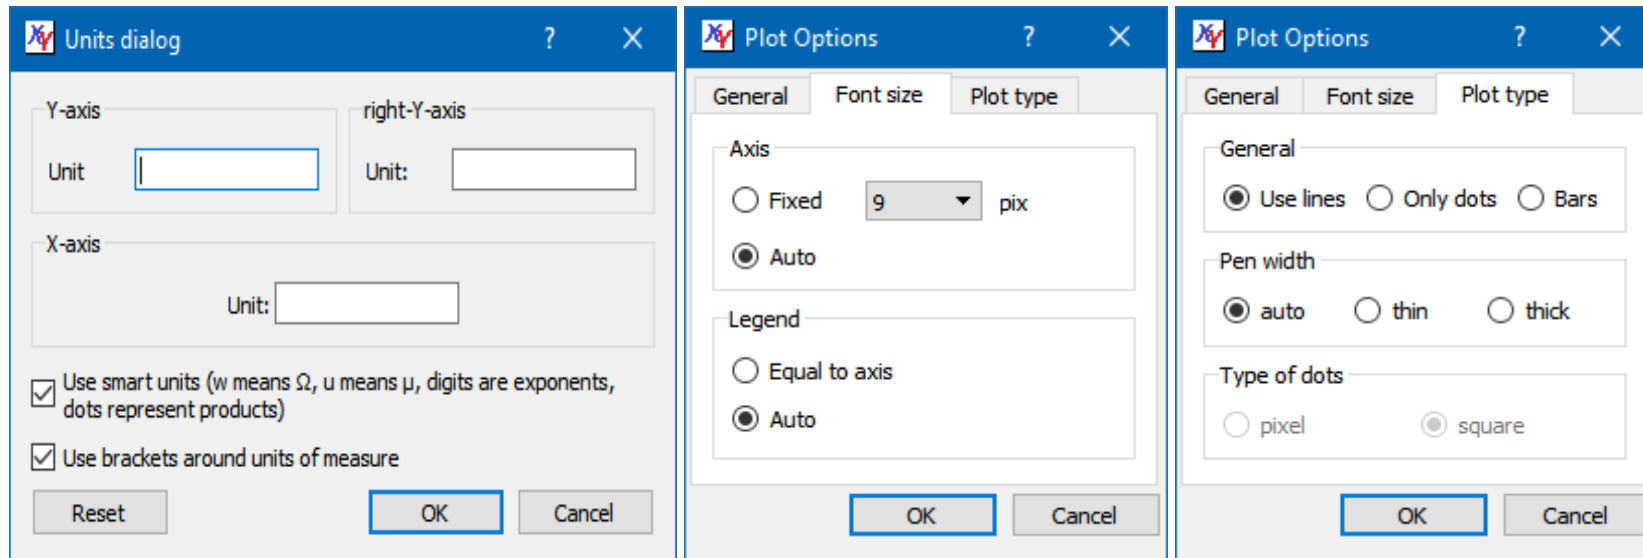 XY Units dialog ? ×
Y-axis
right-Y-axis
Unit
Unit:
X-axis
Unit:
Use smart units (w means Ω, u means µ, digits are exponents,
dots represent products)
Use brackets around units of measure
Reset OK Cancel
XY Plot Options ? ×
General Font size Plot type
Axis
Fixed 9 pix
Auto
Legend
Equal to axis
Auto
OK Cancel
XY Plot Options ? ×
General Font size Plot type
General
Use lines Only dots Bars
Pen width
auto thin thick
Type of dots
pixel square
OK Cancel